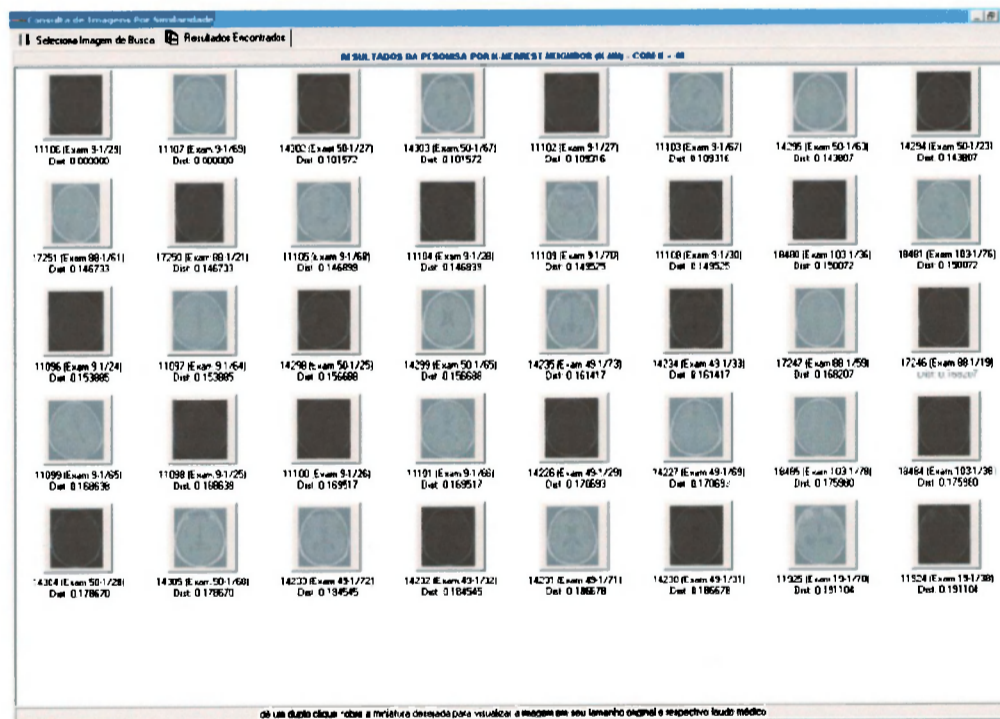 Consulta de Imagens Por Similaridade
Seleciona Imagem de Busca Resultados Encontrados
RESULTADOS DA PESQUISA POR K-NEAREST NEIGHBOR (K-NN) - COM K = 40
11106 (Exam 9-1/29) 11107 (Exam 9-1/69) 14302 (Exam 50-1/27) 14303 (Exam 50-1/67) 11102 (Exam 9-1/27) 11103 (Exam 9-1/67) 14295 (Exam 50-1/63) 14294 (Exam 50-1/23)
Dist: 0.000000 Dist: 0.000000 Dist: 0.101572 Dist: 0.101572 Dist: 0.109316 Dist: 0.109316 Dist: 0.143807 Dist: 0.143807
17251 (Exam 88-1/61) 17250 (Exam 88-1/21) 11105 (Exam 9-1/68) 11104 (Exam 9-1/28) 11109 (Exam 9-1/70) 11108 (Exam 9-1/30) 18480 (Exam 103-1/36) 18481 (Exam 103-1/76)
Dist: 0.146733 Dist: 0.146733 Dist: 0.146899 Dist: 0.146899 Dist: 0.149525 Dist: 0.149525 Dist: 0.150072 Dist: 0.150072
11096 (Exam 9-1/24) 11097 (Exam 9-1/64) 14298 (Exam 50-1/25) 14299 (Exam 50-1/65) 14235 (Exam 49-1/73) 14234 (Exam 49-1/33) 17247 (Exam 88-1/59) 17246 (Exam 88-1/19)
Dist: 0.153885 Dist: 0.153885 Dist: 0.156688 Dist: 0.156688 Dist: 0.161417 Dist: 0.161417 Dist: 0.168207 Dist: 0.168207
11099 (Exam 9-1/65) 11098 (Exam 9-1/25) 11100 (Exam 9-1/26) 11101 (Exam 9-1/66) 14226 (Exam 49-1/29) 14227 (Exam 49-1/69) 18485 (Exam 103-1/78) 18484 (Exam 103-1/38)
Dist: 0.168638 Dist: 0.168638 Dist: 0.169517 Dist: 0.169517 Dist: 0.170693 Dist: 0.170693 Dist: 0.175980 Dist: 0.175980
14304 (Exam 50-1/28) 14305 (Exam 50-1/68) 14233 (Exam 49-1/72) 14232 (Exam 49-1/32) 14231 (Exam 49-1/71) 14230 (Exam 49-1/31) 11925 (Exam 19-1/78) 11924 (Exam 19-1/38)
Dist: 0.178670 Dist: 0.178670 Dist: 0.184545 Dist: 0.184545 Dist: 0.186678 Dist: 0.186678 Dist: 0.191104 Dist: 0.191104
dê um duplo clique sobre a miniatura desejada para visualizar a imagem em seu tamanho original e respectivo laudo médico